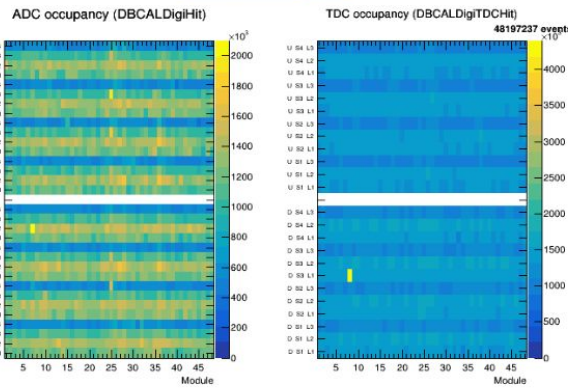 ADC occupancy (DBCALDigiHit)
×10³
2000
1800
1600
1400
1200
1000
800
600
400
200
0
5 10 15 20 25 30 35 40 45
Module
TDC occupancy (DBCALDigiTDCHit)
48197237 events
U S4 L3
U S4 L2
U S4 L1
U S3 L3
U S3 L2
U S3 L1
U S2 L3
U S2 L2
U S2 L1
U S1 L3
U S1 L2
U S1 L1
D S4 L3
D S4 L2
D S4 L1
D S3 L3
D S3 L2
D S3 L1
D S2 L3
D S2 L2
D S2 L1
D S1 L3
D S1 L2
D S1 L1
4000
3500
3000
2500
2000
1500
1000
500
0
5 10 15 20 25 30 35 40 45
Module